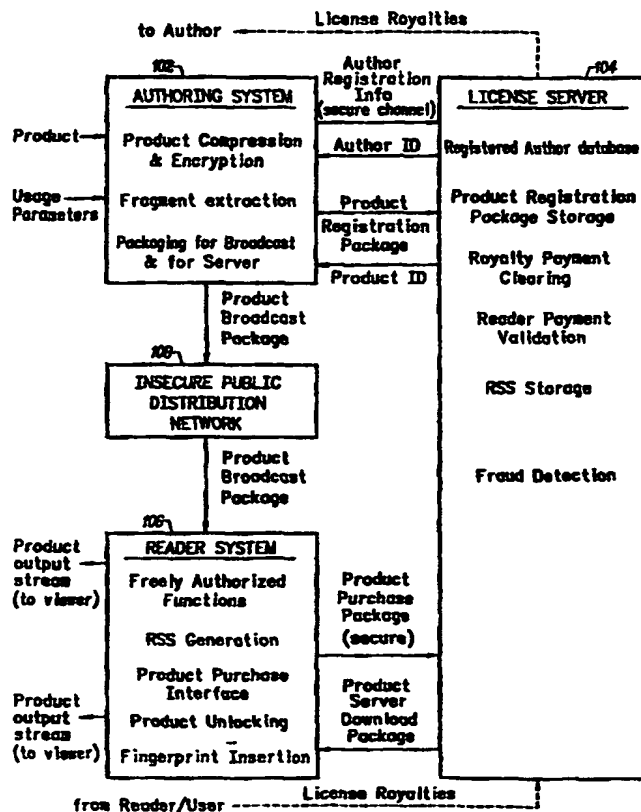 License Royalties
to Author
102
AUTHORING SYSTEM
Product Compression
& Encryption
Fragment extraction
Packaging for Broadcast
& for Server
Product
Usage
Parameters
Author
Registration
Info
(secure channel)
Author ID
Product
Registration
Package
Product ID
104
LICENSE SERVER
Registered Author database
Product Registration
Package Storage
Royalty Payment
Clearing
Reader Payment
Validation
RSS Storage
Fraud Detection
Product
Broadcast
Package
108
INSECURE PUBLIC
DISTRIBUTION
NETWORK
Product
Broadcast
Package
106
READER SYSTEM
Freely Authorized
Functions
RSS Generation
Product Purchase
Interface
Product Unlocking
Fingerprint Insertion
Product
output
stream
(to viewer)
Product
output
stream
(to viewer)
Product
Purchase
Package
(secure)
Product
Server
Download
Package
License Royalties
from Reader/User